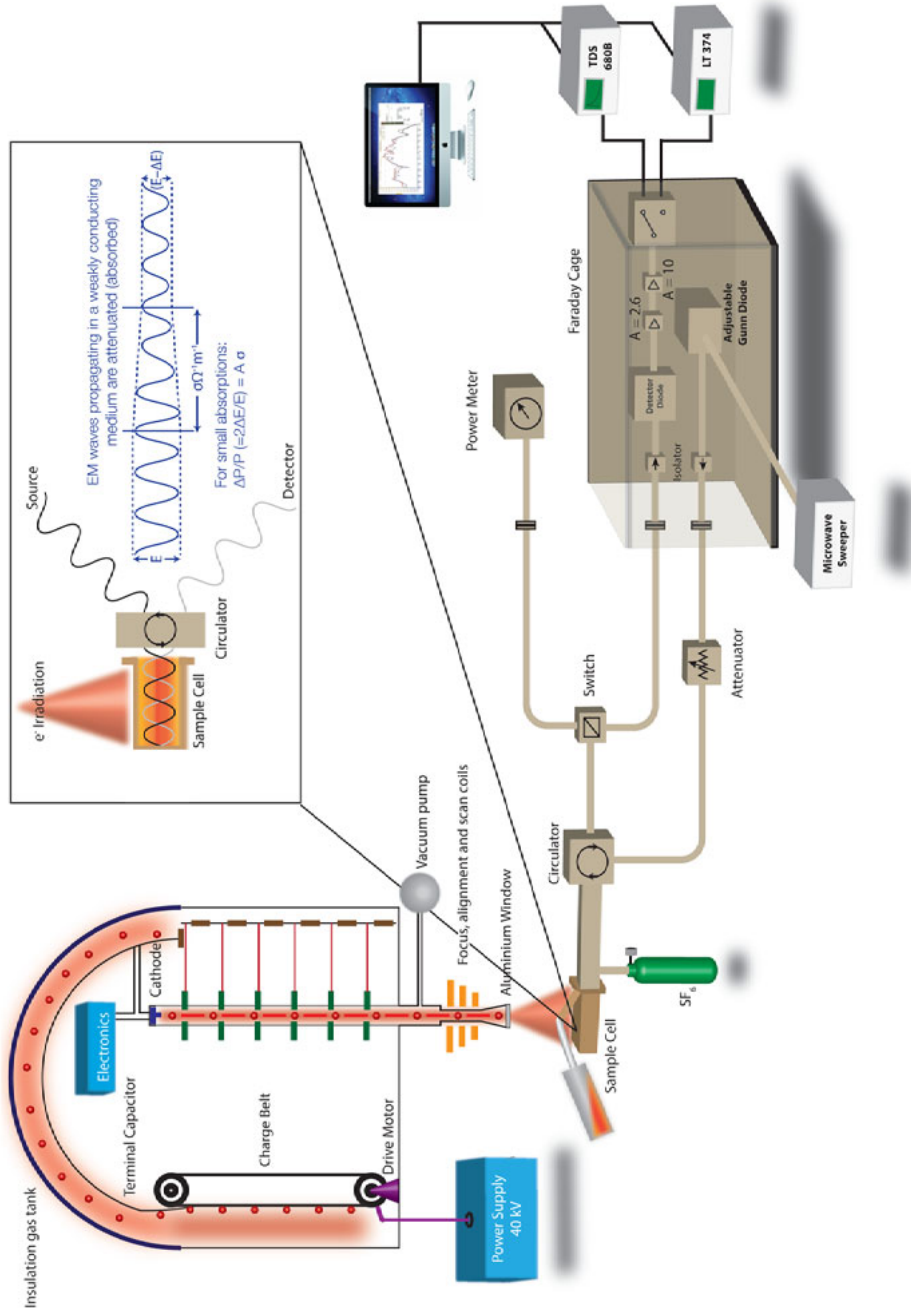 Insulation gas tank
Terminal Capacitor
Electronics
Cathode
Charge Belt
Drive Motor
Power Supply
40 kV
Vacuum pump
Focus, alignment and scan coils
Aluminium Window
Sample Cell
SF₆
Circulator
Switch
Attenuator
Power Meter
Isolator
Detector
Diode
A = 2.6
A = 10
Faraday Cage
Adjustable
Gunn Diode
Microwave
Sweeper
TDS
680B
LT 374
e⁻ Irradiation
Sample Cell
Circulator
Source
Detector
EM waves propagating in a weakly conducting
medium are attenuated (absorbed)
E
(E−ΔE)
σΩ⁻¹m⁻¹
For small absorptions:
ΔP/P (=2ΔE/E) = A σ